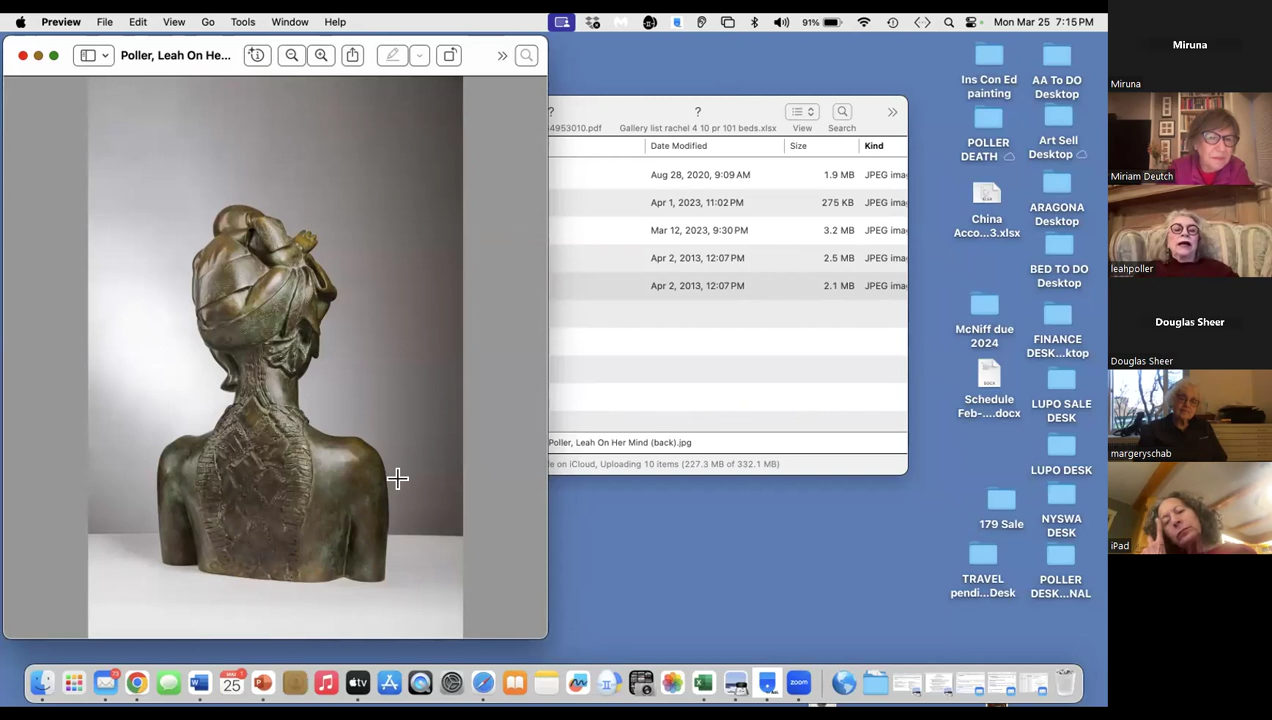 Preview File Edit View Go Tools Window Help
91% Mon Mar 25 7:15 PM
Poller, Leah On Her...
4953010.pdf Gallery list rachel 4 10 pr 101 beds.xlsx View Search
Date Modified Size Kind
Aug 28, 2020, 9:09 AM 1.9 MB JPEG ima
Apr 1, 2023, 11:02 PM 275 KB JPEG ima
Mar 12, 2023, 9:30 PM 3.2 MB JPEG ima
Apr 2, 2013, 12:07 PM 2.5 MB JPEG ima
Apr 2, 2013, 12:07 PM 2.1 MB JPEG ima
Poller, Leah On Her Mind (back).jpg
le on iCloud, Uploading 10 items (227.3 MB of 332.1 MB)
Ins Con Ed
painting
AA To DO
Desktop
POLLER
DEATH
Art Sell
Desktop
China
Acco...3.xlsx
ARAGONA
Desktop
BED TO DO
Desktop
McNiff due
2024
FINANCE
DESK...ktop
Schedule
Feb-....docx
LUPO SALE
DESK
LUPO DESK
179 Sale
NYSWA
DESK
TRAVEL
pendi...Desk
POLLER
DESK...NAL
Miruna
Miruna
Miriam Deutch
leahpoller
Douglas Sheer
Douglas Sheer
margeryschab
iPad
73
25
tv
zoom